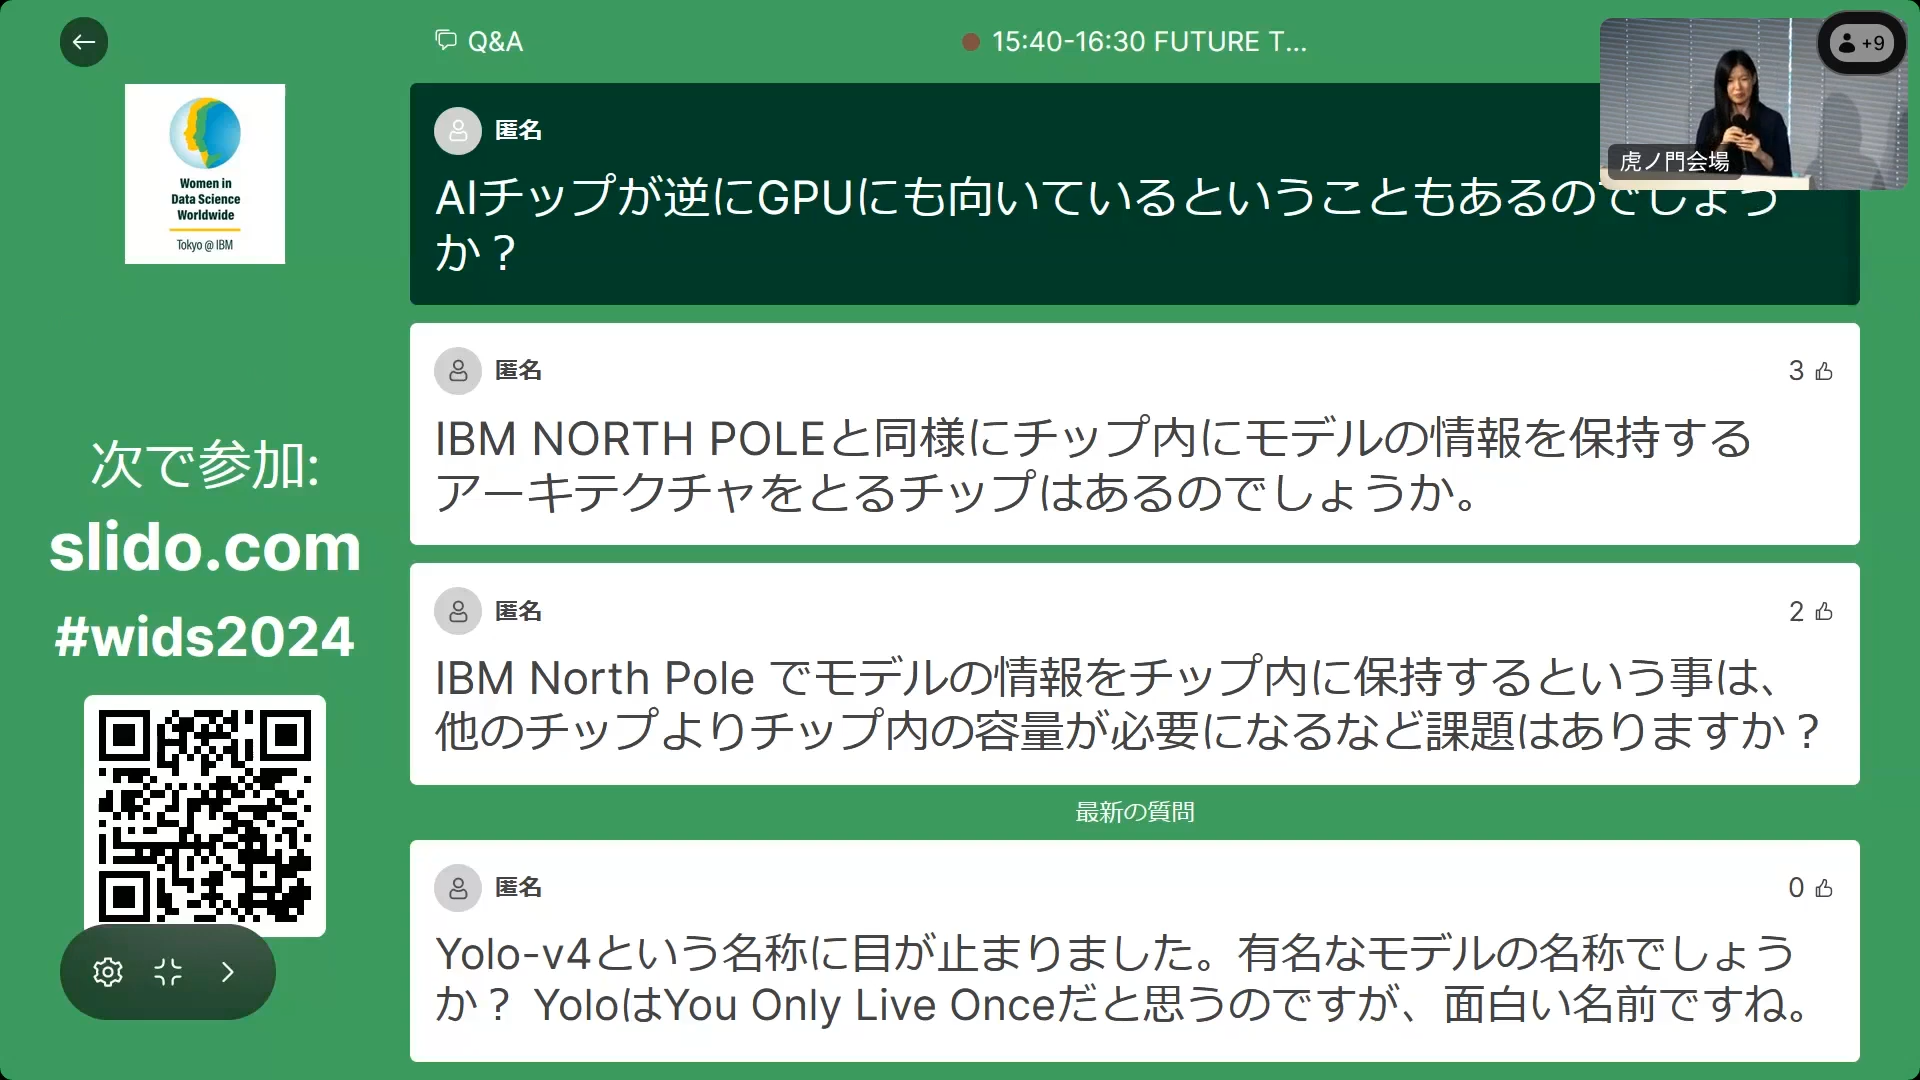 Q&A
15:40-16:30 FUTURE T...
+9
虎ノ門会場
Women in
Data Science
Worldwide
Tokyo @ IBM
次で参加:
slido.com
#wids2024
匿名
AIチップが逆にGPUにも向いているということもあるのでしょう
か？
匿名
3
IBM NORTH POLEと同様にチップ内にモデルの情報を保持する
アーキテクチャをとるチップはあるのでしょうか。
匿名
2
IBM North Pole でモデルの情報をチップ内に保持するという事は、
他のチップよりチップ内の容量が必要になるなど課題はありますか？
最新の質問
匿名
0
Yolo-v4という名称に目が止まりました。有名なモデルの名称でしょう
か？ YoloはYou Only Live Onceだと思うのですが、面白い名前ですね。